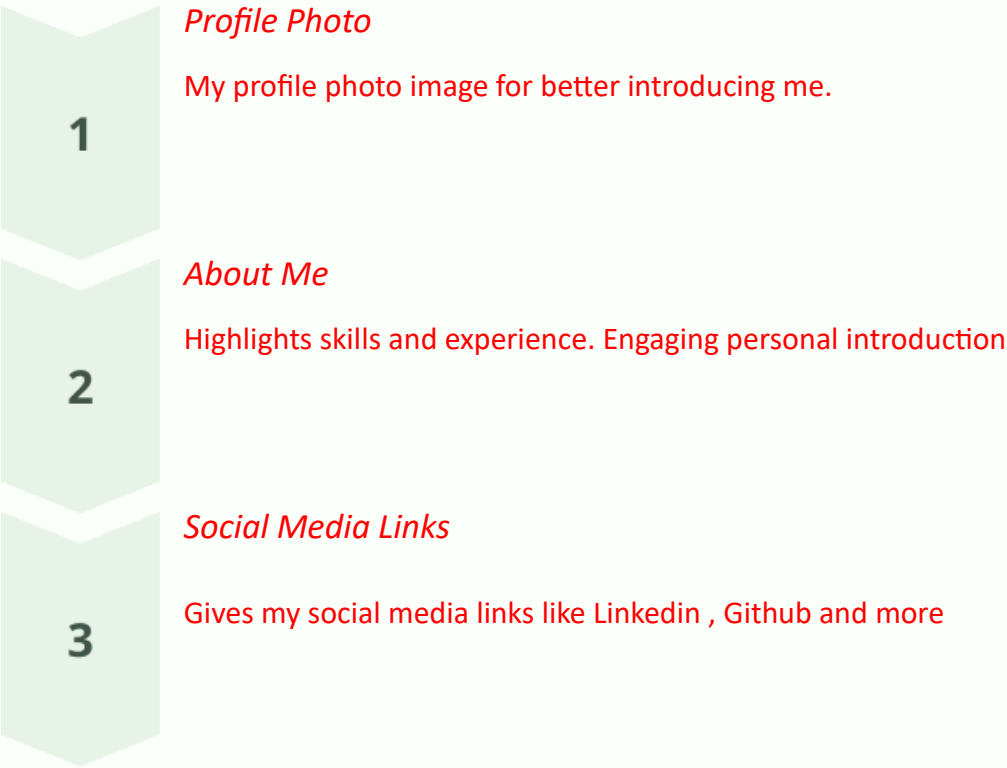 Profile Photo
My profile photo image for better introducing me.
1
About Me
Highlights skills and experience. Engaging personal introduction
2
Social Media Links
Gives my social media links like Linkedin , Github and more
3